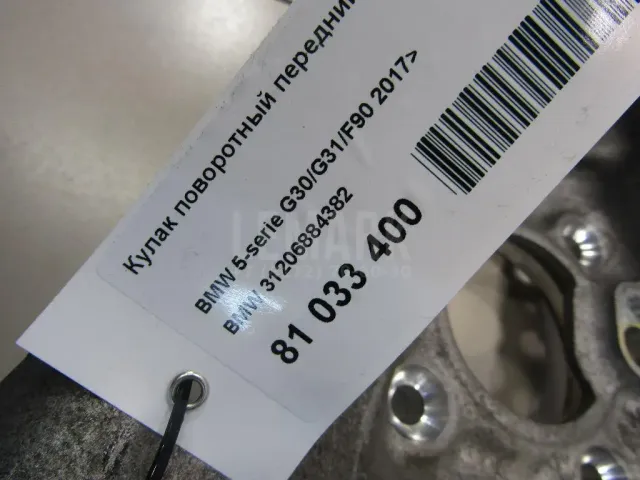 Кулак поворотный передний
BMW 5-serie G30/G31/F90 2017>
BMW 31206884382
81 033 400